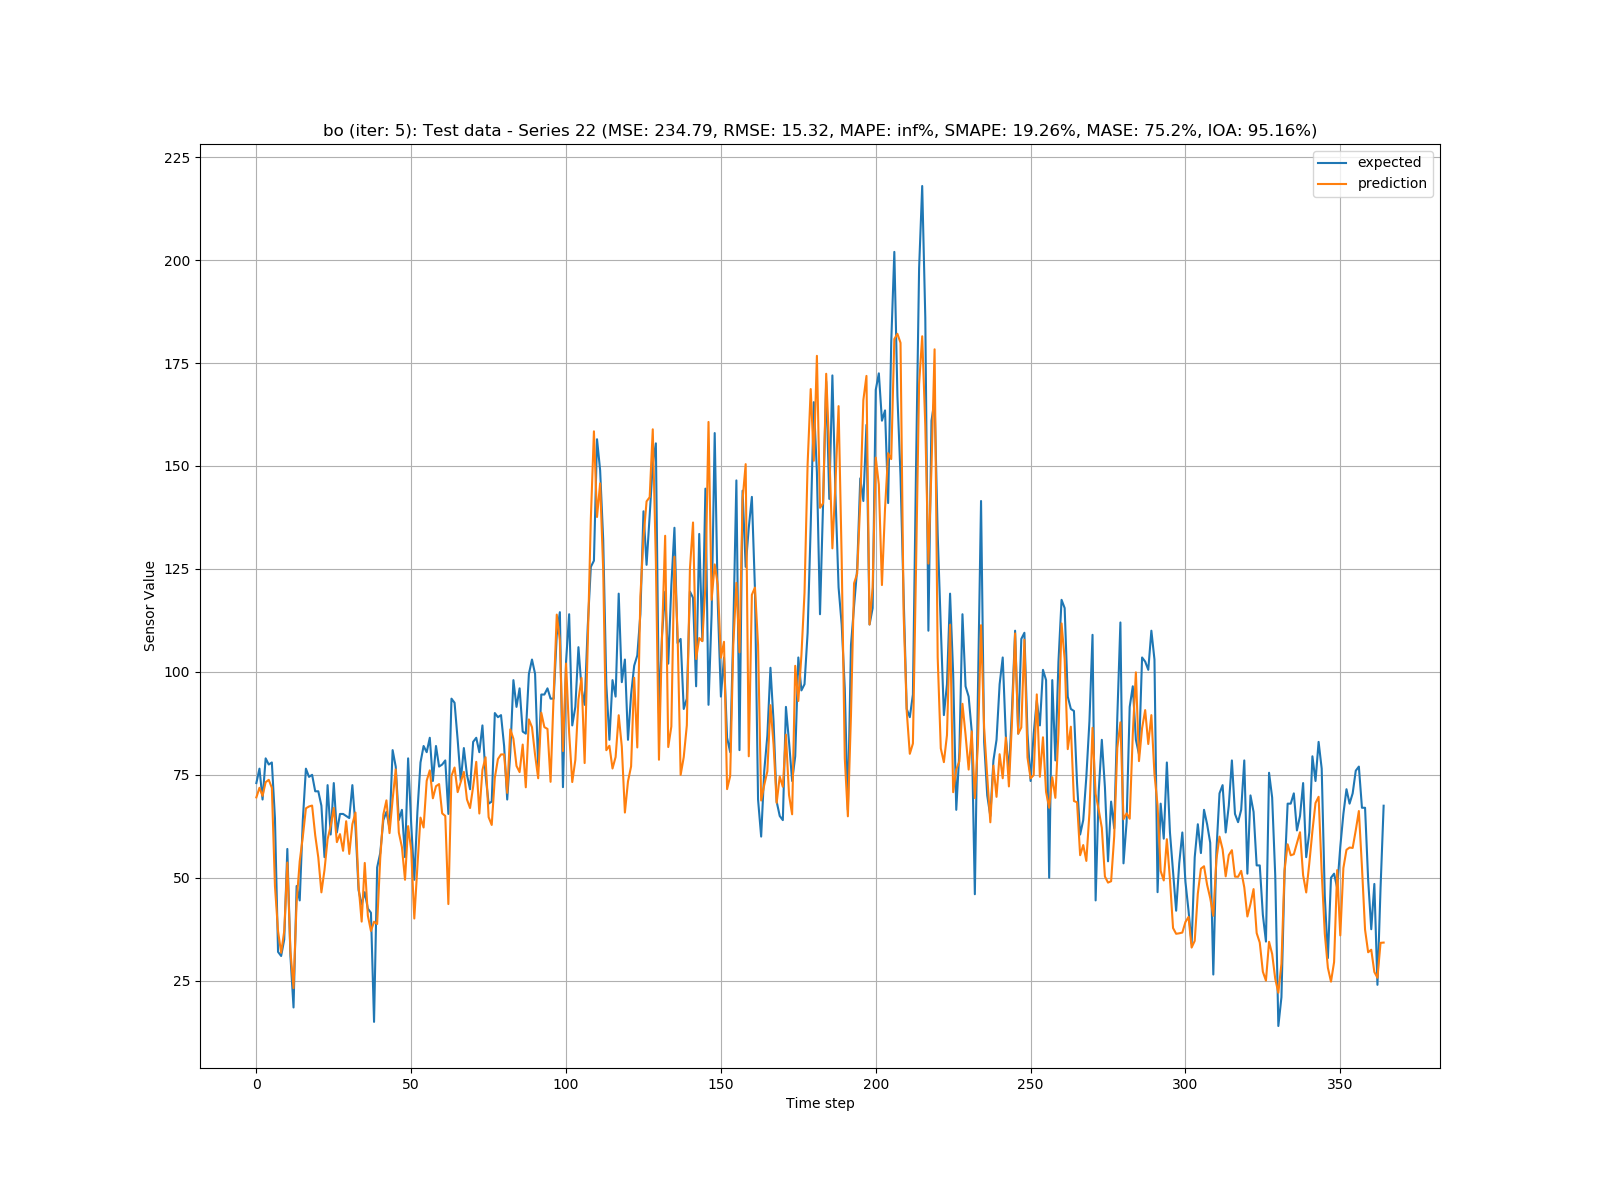 bo (iter: 5): Test data - Series 22 (MSE: 234.79, RMSE: 15.32, MAPE: inf%, SMAPE: 19.26%, MASE: 75.2%, IOA: 95.16%)
expected
prediction
225
200
175
150
125
100
75
50
25
Sensor Value
0 50 100 150 200 250 300 350
Time step